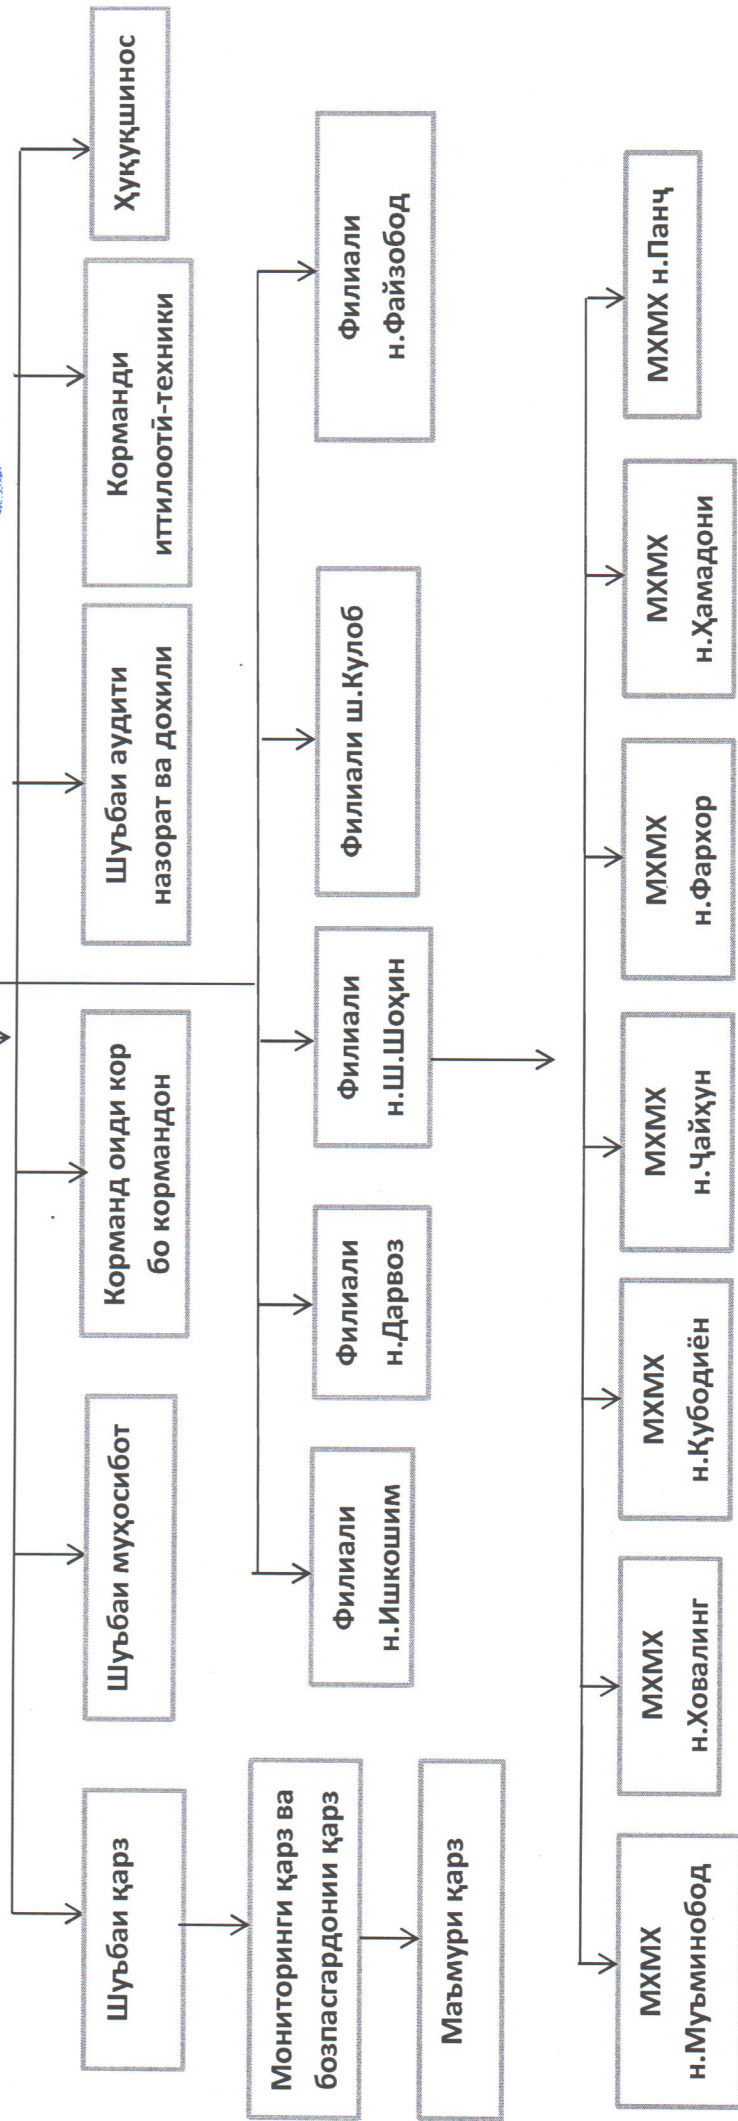 Шуъбаи қарз
Шуъбаи муҳосибот
Корманд оиди кор
бо кормандон
Шуъбаи аудити
назорат ва дохили
Корманди
иттилоотӣ-техники
Ҳуқуқшинос
Мониторинги қарз ва
бозпасгардонии қарз
Маъмури қарз
Филиали
н.Ишкошим
Филиали
н.Дарвоз
Филиали
н.Ш.Шоҳин
Филиали ш.Кулоб
Филиали
н.Файзобод
МХМХ
н.Муъминобод
МХМХ
н.Ховалинг
МХМХ
н.Қубодиён
МХМХ
н.Ҷайҳун
МХМХ
н.Фархор
МХМХ
н.Ҳамадони
МХМХ н.Панҷ